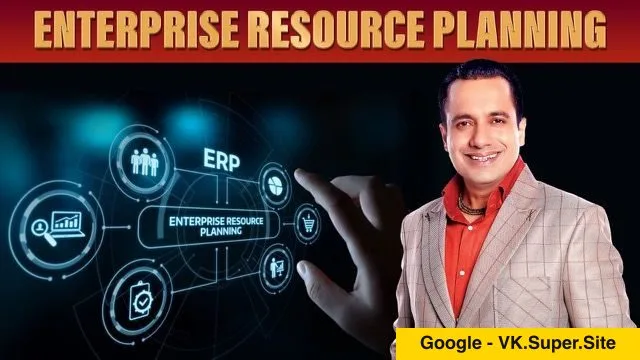 ENTERPRISE RESOURCE PLANNING
ERP
ENTERPRISE RESOURCE
PLANNING
Google - VK.Super.Site